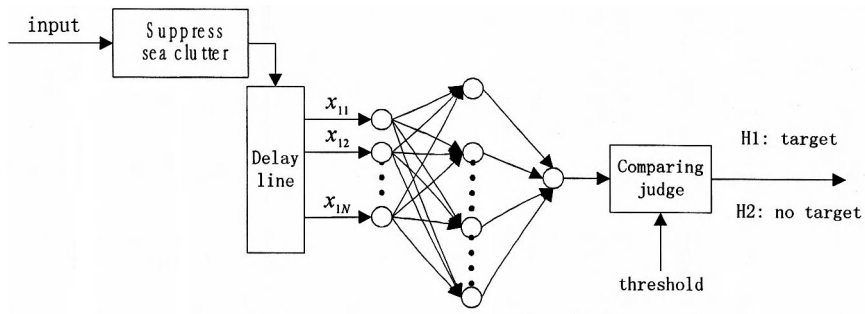 input
Suppress
sea clutter
x₁₁
x₁₂
x₁N
Delay
line
Comparing
judge
H1: target
H2: no target
threshold